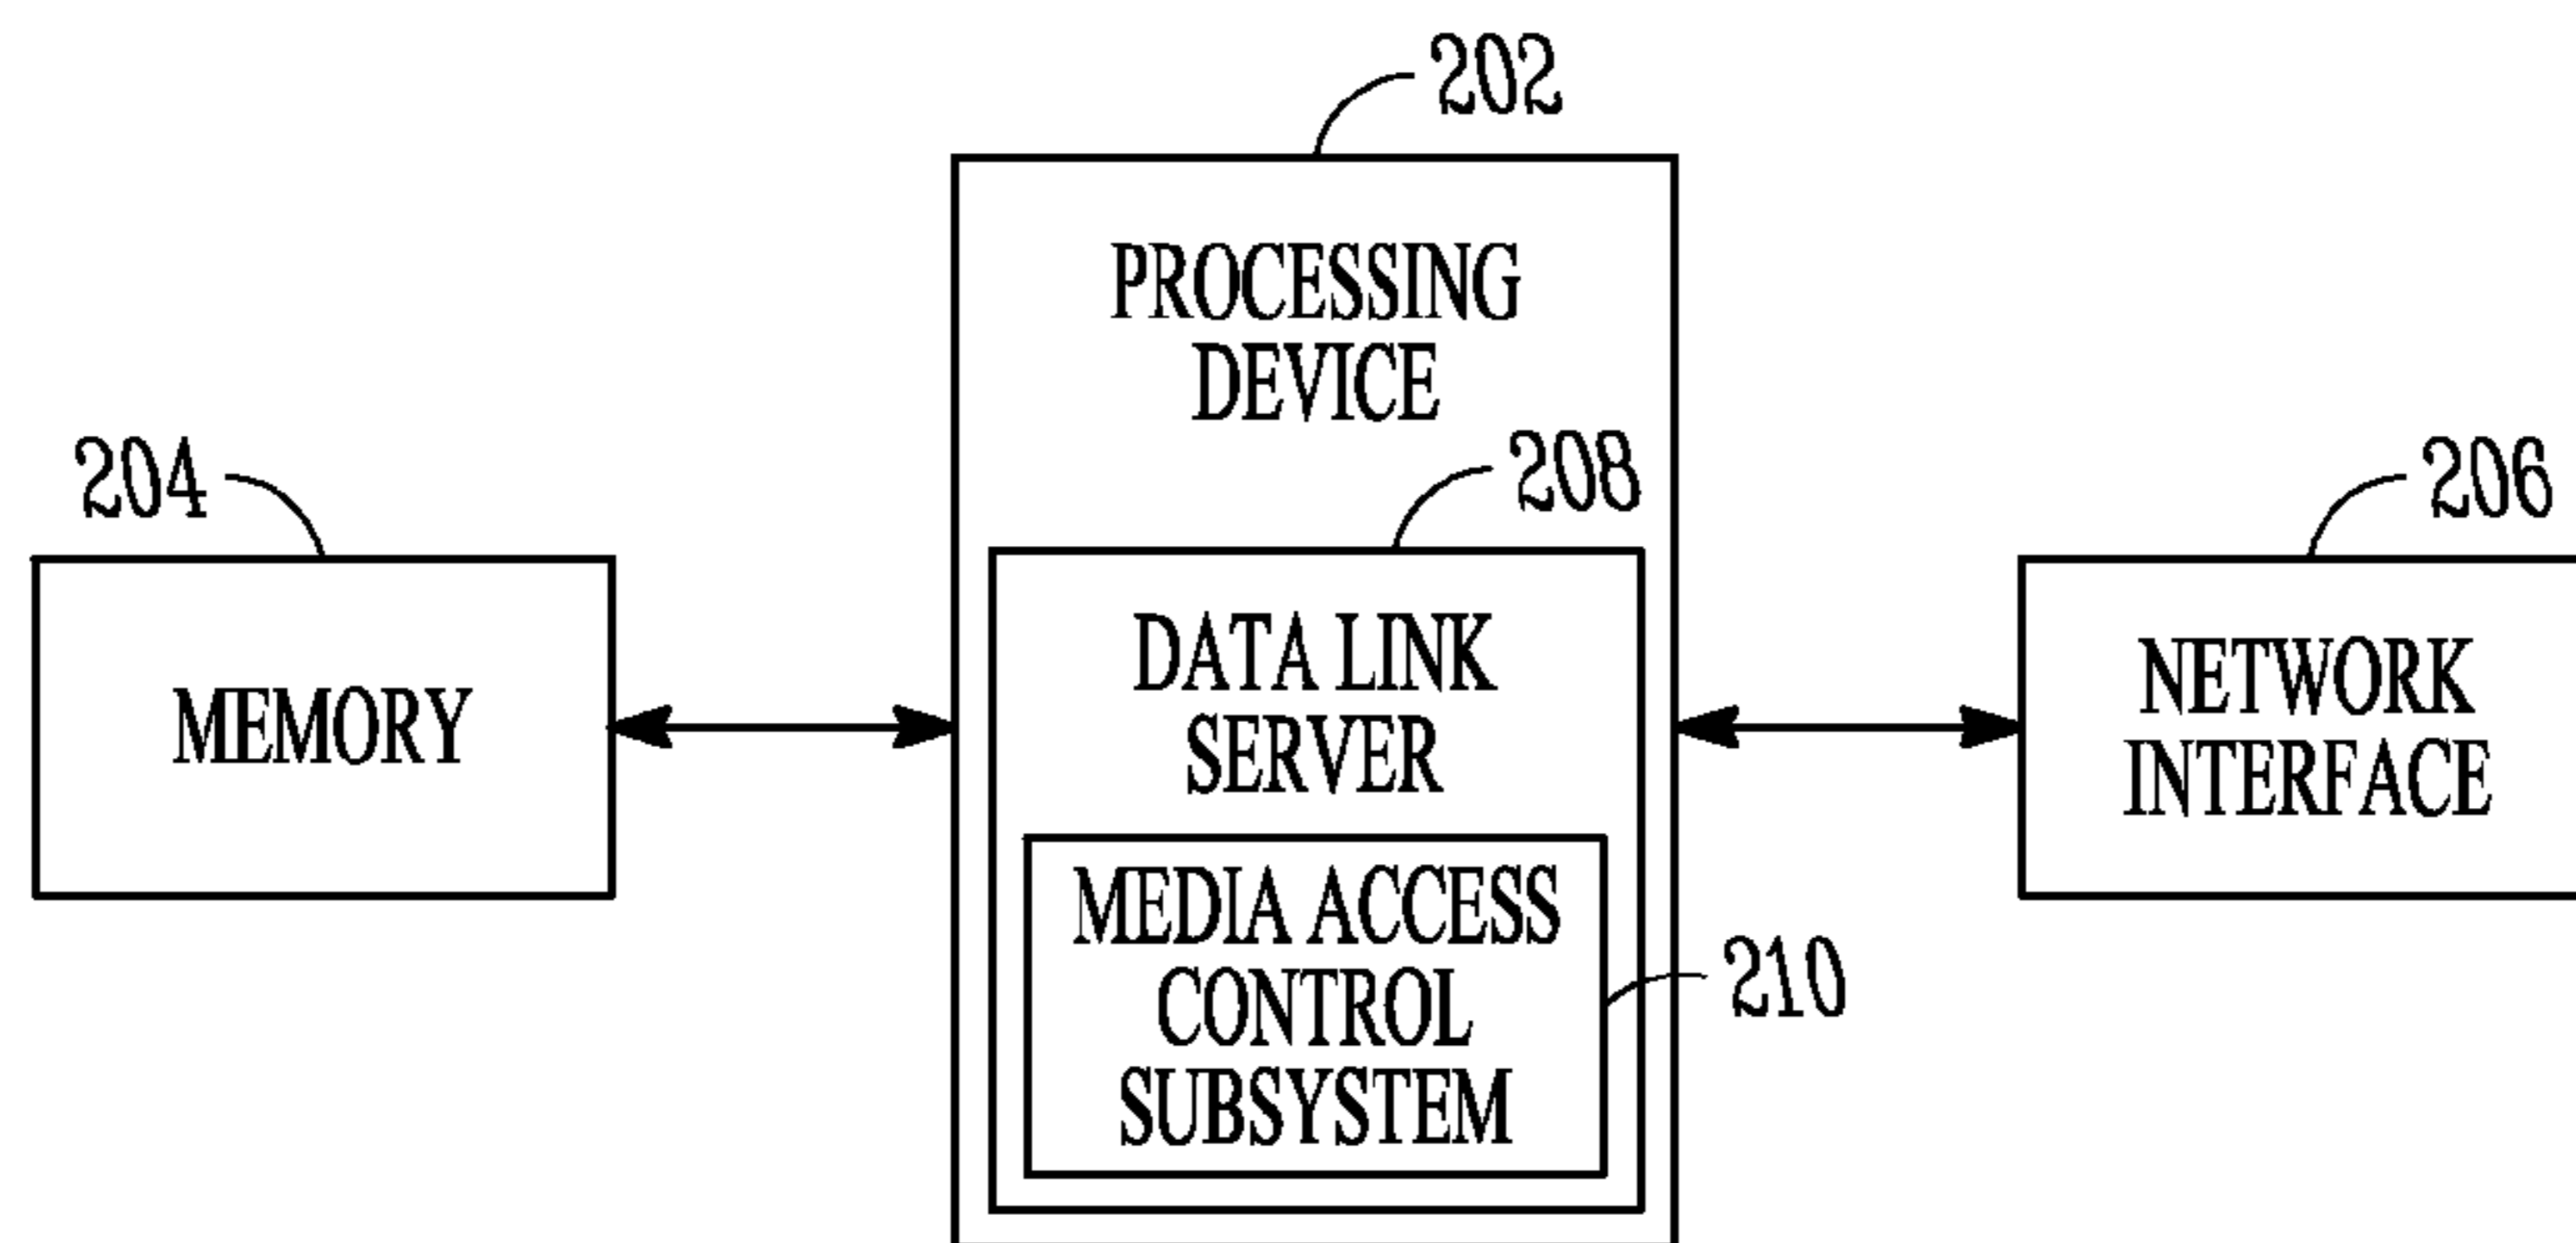 202
PROCESSING
DEVICE
204
208
206
MEMORY
DATA LINK
SERVER
NETWORK
INTERFACE
MEDIA ACCESS
CONTROL
SUBSYSTEM
210